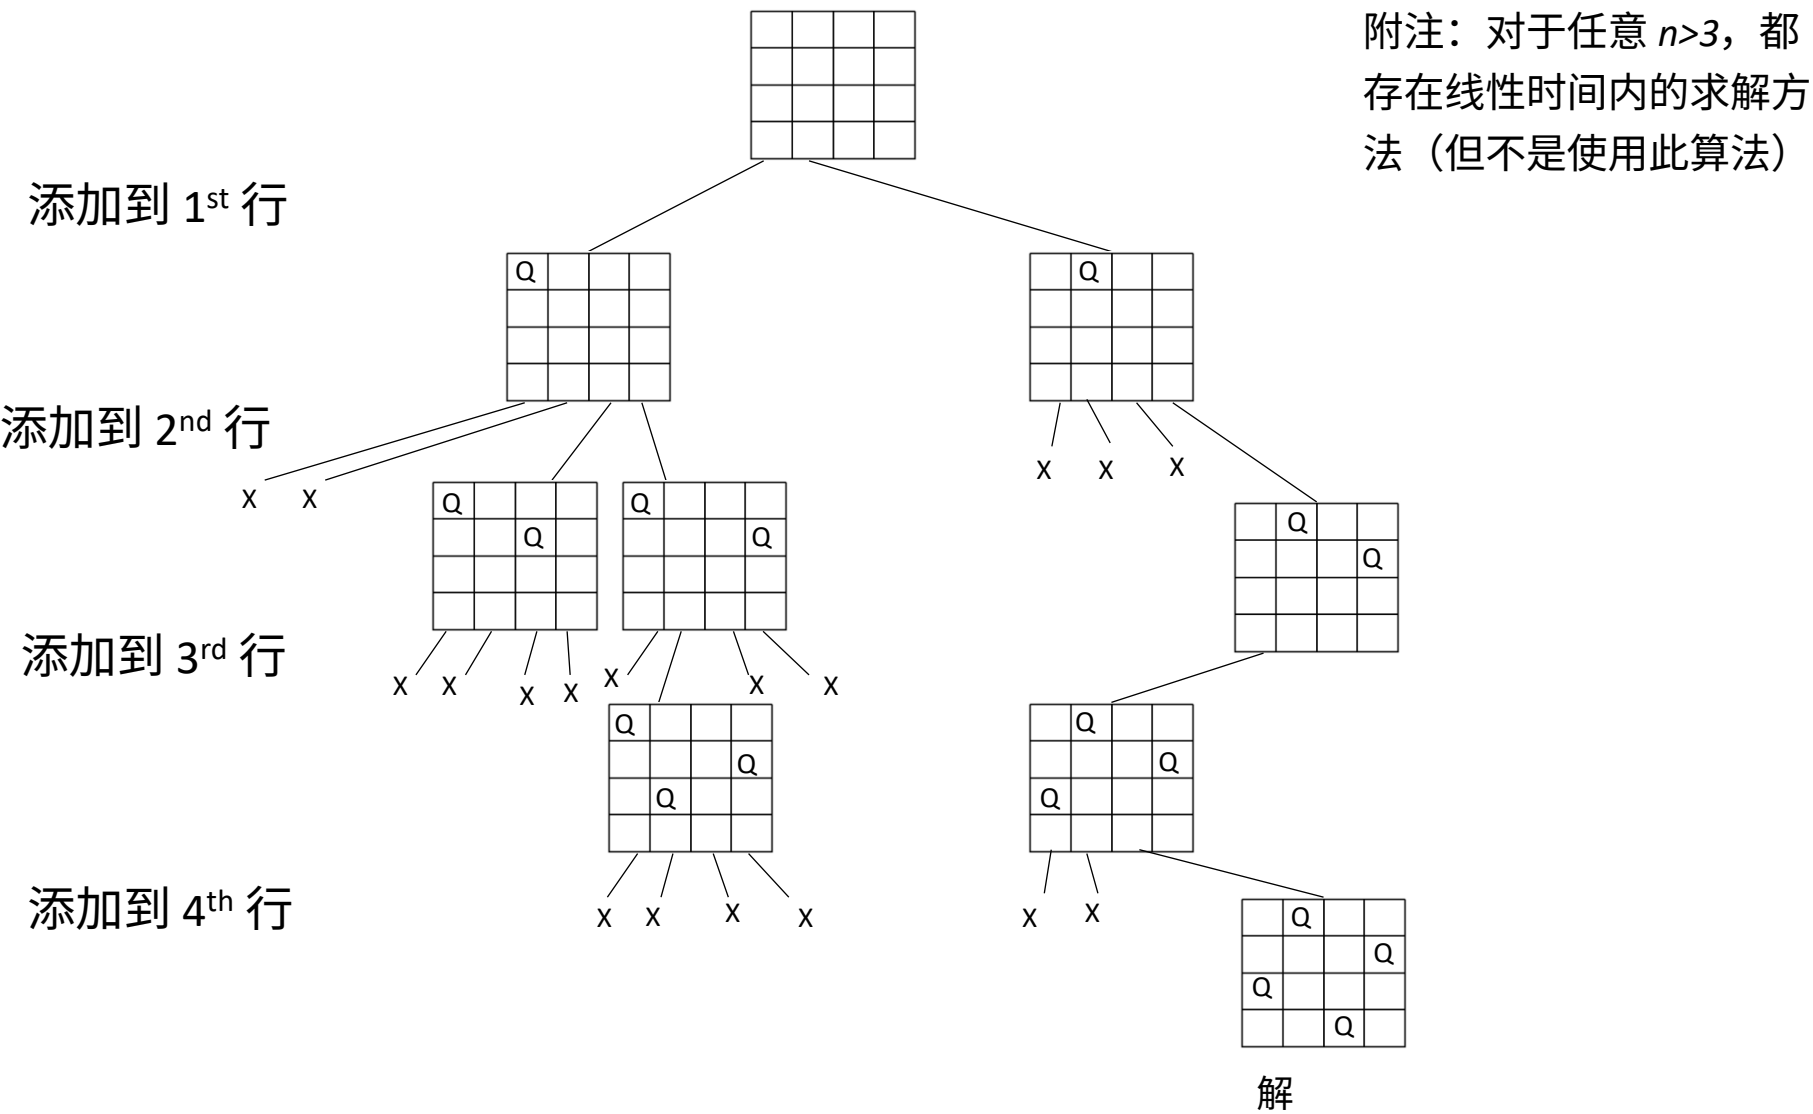 附注：对于任意 n>3，都
存在线性时间内的求解方
法（但不是使用此算法）
添加到 1st 行
Q
Q
添加到 2nd 行
X X X
X X
Q Q
Q Q
Q
Q
添加到 3rd 行
X X X X X X X
Q Q
Q Q
Q Q
添加到 4th 行
X X X X X X
Q
Q
Q
Q
解